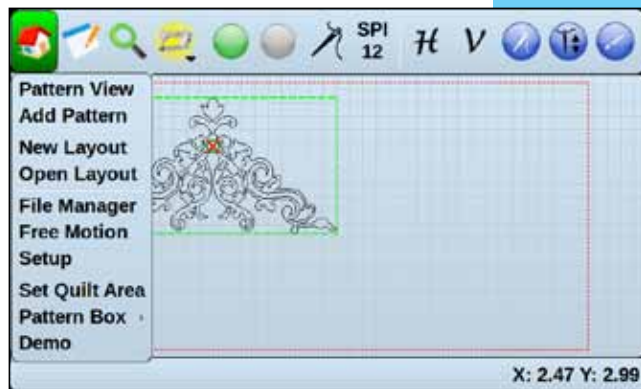 SPI
12
H V
Pattern View
Add Pattern
New Layout
Open Layout
File Manager
Free Motion
Setup
Set Quilt Area
Pattern Box
Demo
X: 2.47 Y: 2.99